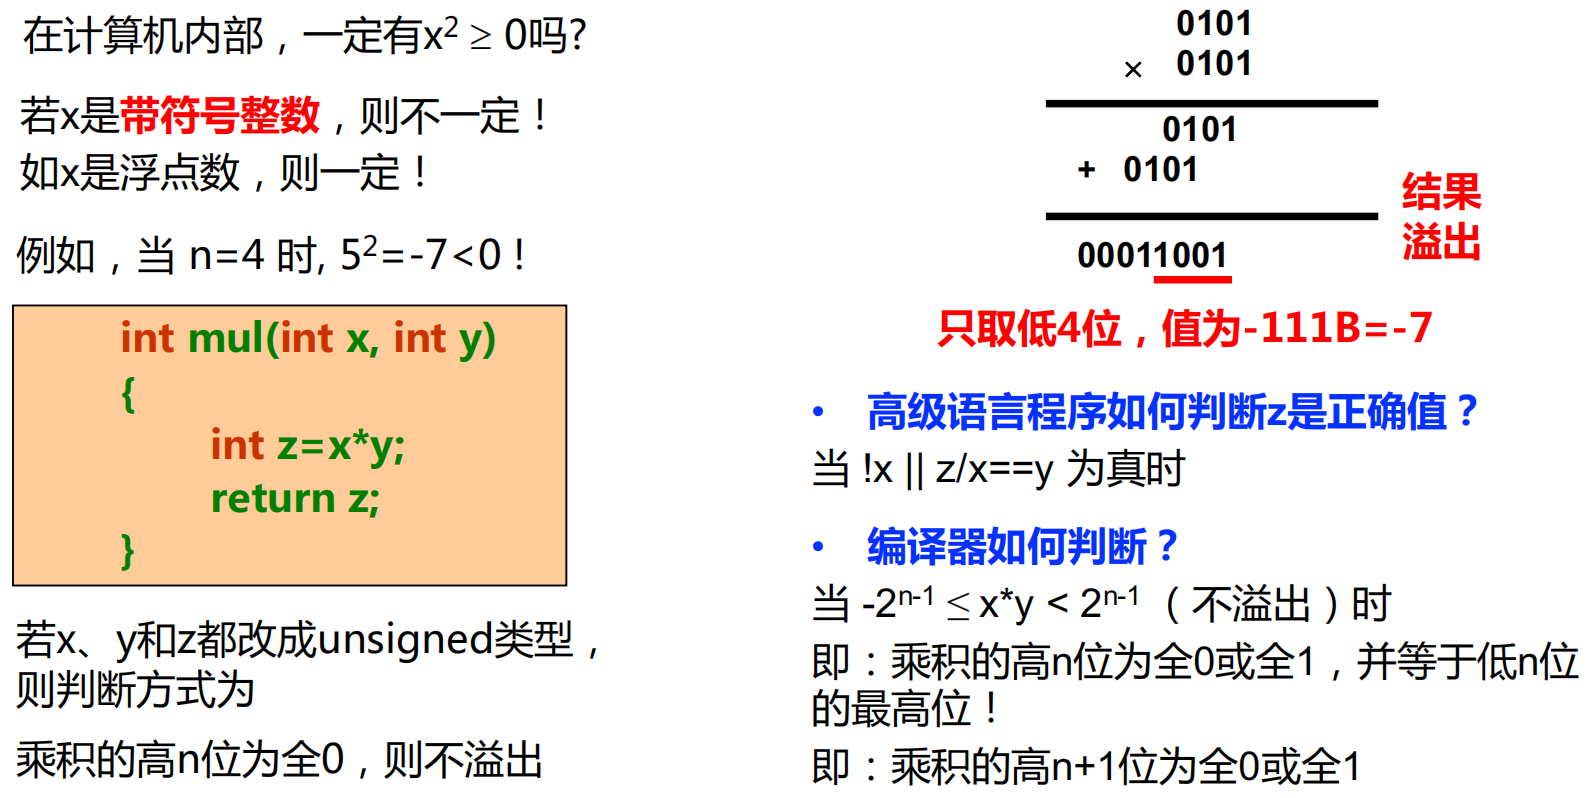 在计算机内部，一定有x² ≥ 0吗?
若x是带符号整数，则不一定！
如x是浮点数，则一定！
例如，当 n=4 时, 5²=-7<0！
int mul(int x, int y)
{
int z=x*y;
return z;
}
若x、y和z都改成unsigned类型，
则判断方式为
乘积的高n位为全0，则不溢出
0101
× 0101
0101
+ 0101
00011001
结果
溢出
只取低4位，值为-111B=-7
• 高级语言程序如何判断z是正确值？
当 !x || z/x==y 为真时
• 编译器如何判断？
当 -2ⁿ⁻¹ ≤ x*y < 2ⁿ⁻¹ （不溢出）时
即：乘积的高n位为全0或全1，并等于低n位
的最高位！
即：乘积的高n+1位为全0或全1